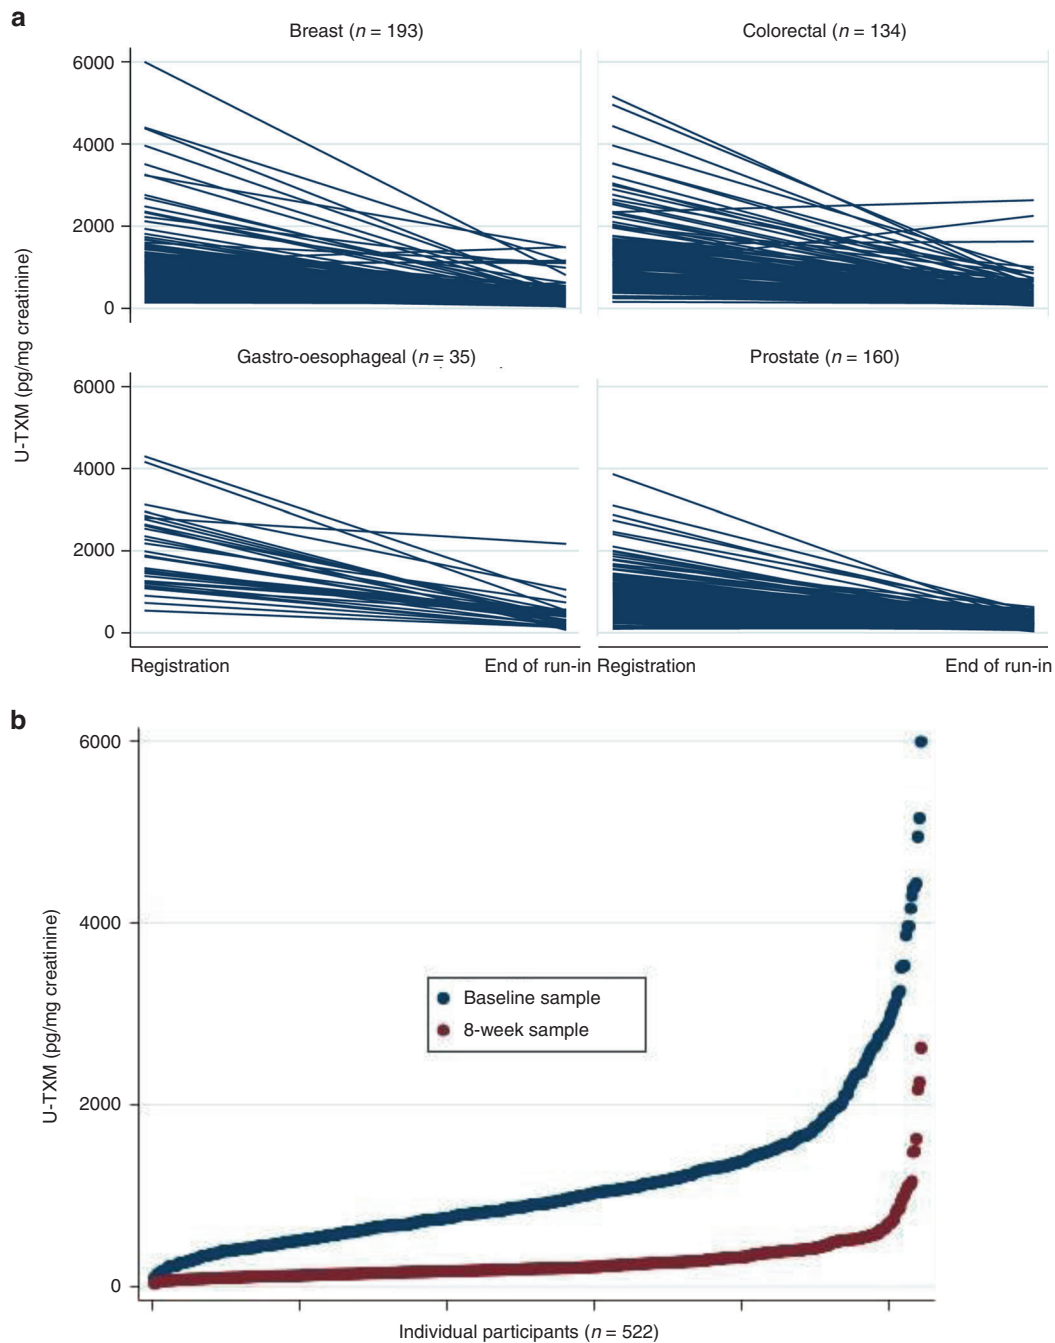 a
Breast (n = 193)
Colorectal (n = 134)
6000
4000
2000
0
Gastro-oesophageal (n = 35)
Prostate (n = 160)
6000
4000
2000
0
U-TXM (pg/mg creatinine)
Registration
End of run-in
Registration
End of run-in
b
6000
4000
2000
0
U-TXM (pg/mg creatinine)
Baseline sample
8-week sample
Individual participants (n = 522)